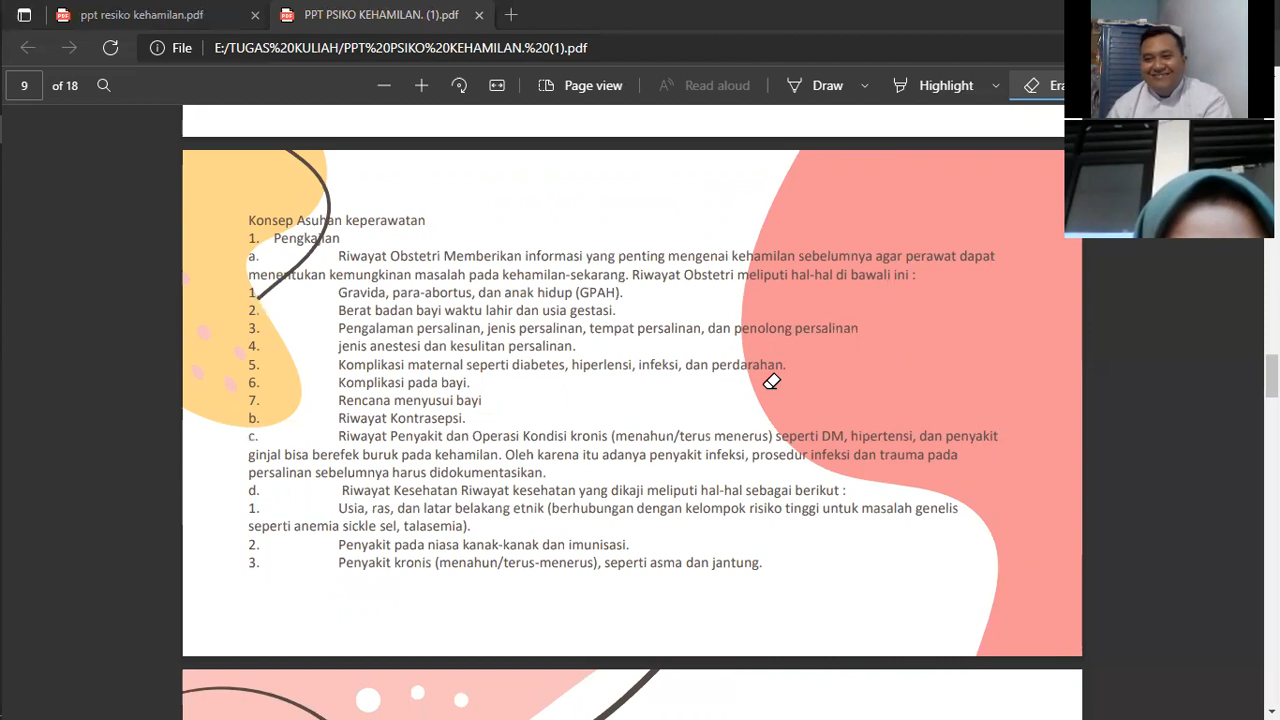 ppt resiko kehamilan.pdf
PPT PSIKO KEHAMILAN. (1).pdf
File
E:/TUGAS%20KULIAH/PPT%20PSIKO%20KEHAMILAN.%20(1).pdf
9 of 18
Page view
Read aloud
Draw
Highlight
Era
Konsep Asuhan keperawatan
1. Pengkajian
a. Riwayat Obstetri Memberikan informasi yang penting mengenai kehamilan sebelumnya agar perawat dapat
menentukan kemungkinan masalah pada kehamilan-sekarang. Riwayat Obstetri meliputi hal-hal di bawali ini :
1. Gravida, para-abortus, dan anak hidup (GPAH).
2. Berat badan bayi waktu lahir dan usia gestasi.
3. Pengalaman persalinan, jenis persalinan, tempat persalinan, dan penolong persalinan
4. jenis anestesi dan kesulitan persalinan.
5. Komplikasi maternal seperti diabetes, hiperlensi, infeksi, dan perdarahan.
6. Komplikasi pada bayi.
7. Rencana menyusui bayi
b. Riwayat Kontrasepsi.
c. Riwayat Penyakit dan Operasi Kondisi kronis (menahun/terus menerus) seperti DM, hipertensi, dan penyakit
ginjal bisa berefek buruk pada kehamilan. Oleh karena itu adanya penyakit infeksi, prosedur infeksi dan trauma pada
persalinan sebelumnya harus didokumentasikan.
d. Riwayat Kesehatan Riwayat kesehatan yang dikaji meliputi hal-hal sebagai berikut :
1. Usia, ras, dan latar belakang etnik (berhubungan dengan kelompok risiko tinggi untuk masalah genelis
seperti anemia sickle sel, talasemia).
2. Penyakit pada niasa kanak-kanak dan imunisasi.
3. Penyakit kronis (menahun/terus-menerus), seperti asma dan jantung.